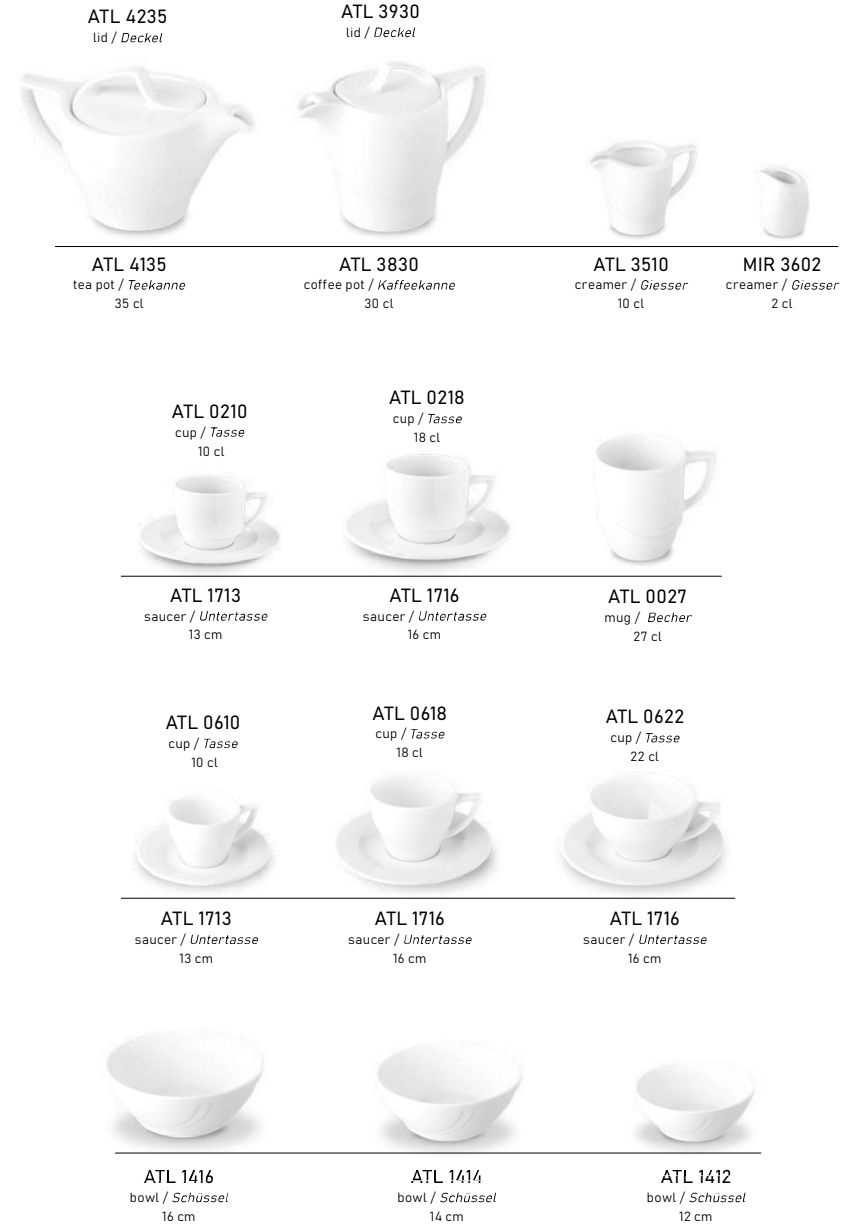 ATL 4235
lid / Deckel
ATL 3930
lid / Deckel
ATL 4135
tea pot / Teekanne
35 cl
ATL 3830
coffee pot / Kaffeekanne
30 cl
ATL 3510
creamer / Giesser
10 cl
MIR 3602
creamer / Giesser
2 cl
ATL 0210
cup / Tasse
10 cl
ATL 0218
cup / Tasse
18 cl
ATL 1713
saucer / Untertasse
13 cm
ATL 1716
saucer / Untertasse
16 cm
ATL 0027
mug / Becher
27 cl
ATL 0610
cup / Tasse
10 cl
ATL 0618
cup / Tasse
18 cl
ATL 0622
cup / Tasse
22 cl
ATL 1713
saucer / Untertasse
13 cm
ATL 1716
saucer / Untertasse
16 cm
ATL 1716
saucer / Untertasse
16 cm
ATL 1416
bowl / Schüssel
16 cm
ATL 1414
bowl / Schüssel
14 cm
ATL 1412
bowl / Schüssel
12 cm